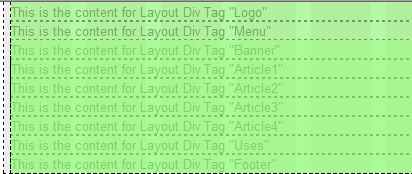 This is the content for Layout Div Tag "Logo"
This is the content for Layout Div Tag "Menu"
This is the content for Layout Div Tag "Banner"
This is the content for Layout Div Tag "Article1"
This is the content for Layout Div Tag "Article2"
This is the content for Layout Div Tag "Article3"
This is the content for Layout Div Tag "Article4"
This is the content for Layout Div Tag "Uses"
This is the content for Layout Div Tag "Footer"